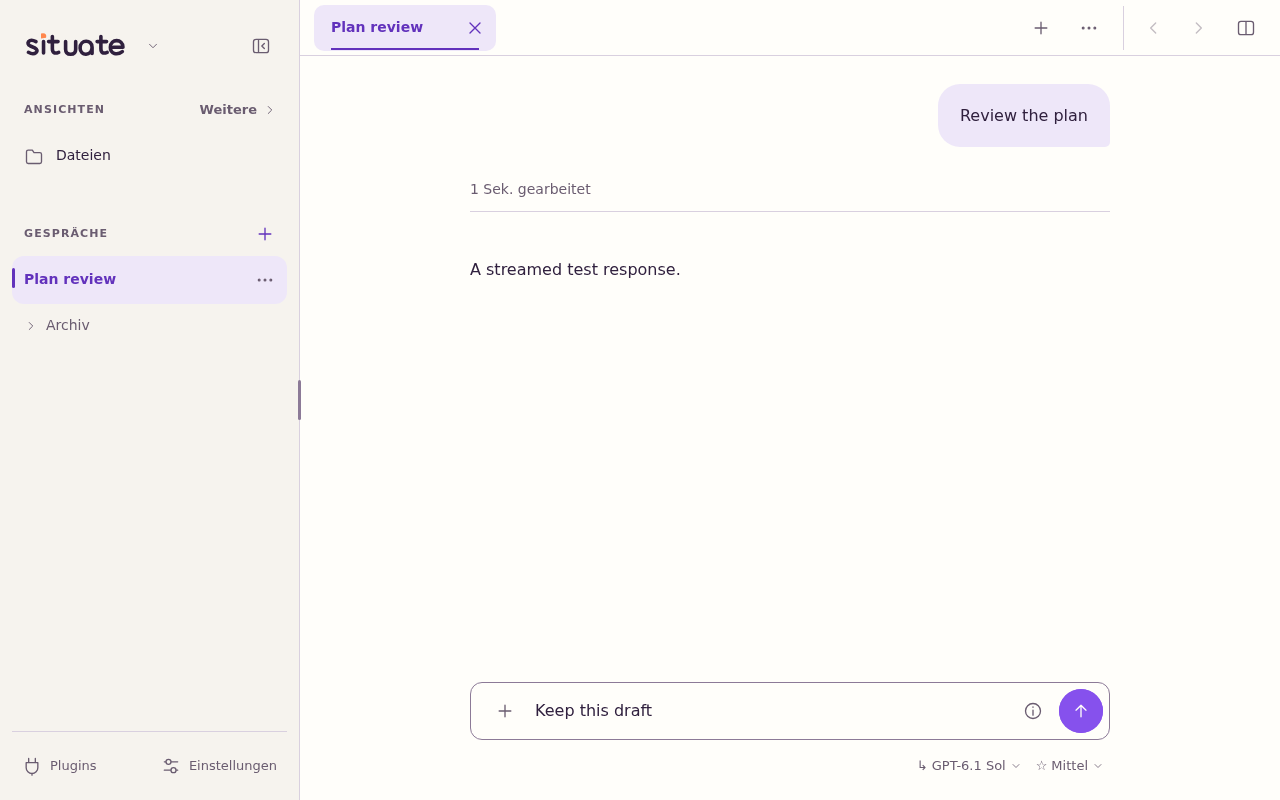 situate
ANSICHTEN
Weitere
Dateien
GESPRÄCHE
Plan review
Archiv
Plugins
Einstellungen
Plan review
Review the plan
1 Sek. gearbeitet
A streamed test response.
Keep this draft
↳ GPT-6.1 Sol
☆ Mittel